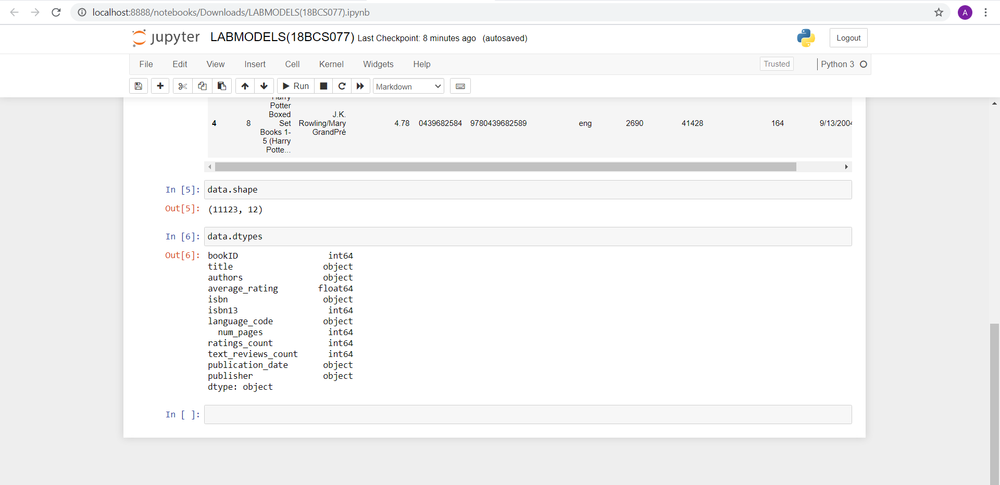 localhost:8888/notebooks/Downloads/LABMODELS(18BCS077).ipynb
A
jupyter LABMODELS(18BCS077) Last Checkpoint: 8 minutes ago (autosaved)
Logout
File Edit View Insert Cell Kernel Widgets Help
Trusted
Python 3
Run
Markdown
Harry
Potter
Boxed J.K.
4 8 Set Rowling/Mary 4.78 0439682584 9780439682589 eng 2690 41428 164 9/13/2004
Books 1- GrandPré
5 (Harry
Potte...
In [5]: data.shape
Out[5]: (11123, 12)
In [6]: data.dtypes
Out[6]: bookID int64
title object
authors object
average_rating float64
isbn object
isbn13 int64
language_code object
  num_pages int64
ratings_count int64
text_reviews_count int64
publication_date object
publisher object
dtype: object
In [ ]: